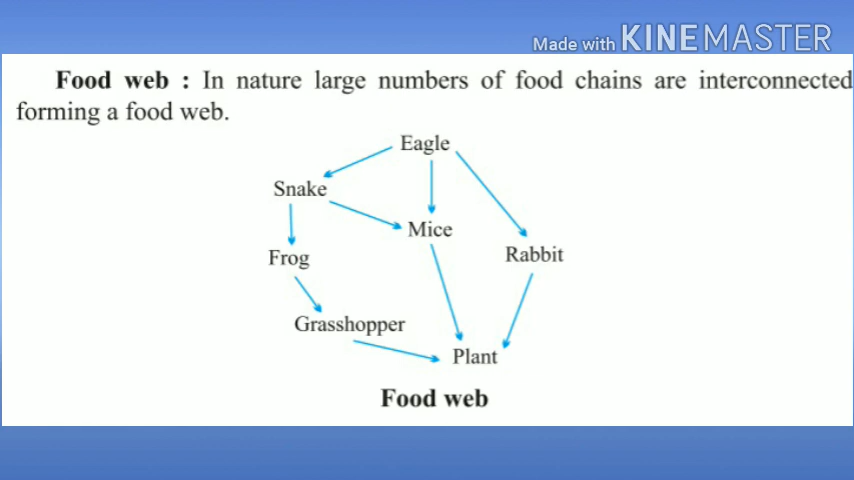 Made with KINEMASTER
Food web : In nature large numbers of food chains are interconnected
forming a food web.
Eagle
Snake
Mice
Frog
Rabbit
Grasshopper
Plant
Food web